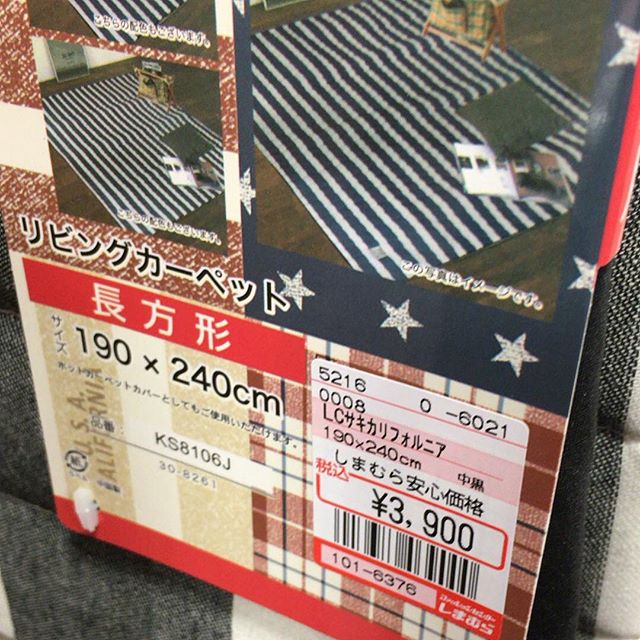 こちらの配色もございます。
こちらの配色もございます。
この写真はイメージです。
リビングカーペット
長方形
サイズ
190 × 240cm
ホットカーペットカバーとしてもご使用いただけます。
U.S.A.
CALIFORNIA
品番:
KS8106J
30-8261
中国製
5216 0 -6021
0008
LCサキカリフォルニア
190×240cm 中黒
しまむら安心価格
税込
¥3,900
101-6376
しまむら